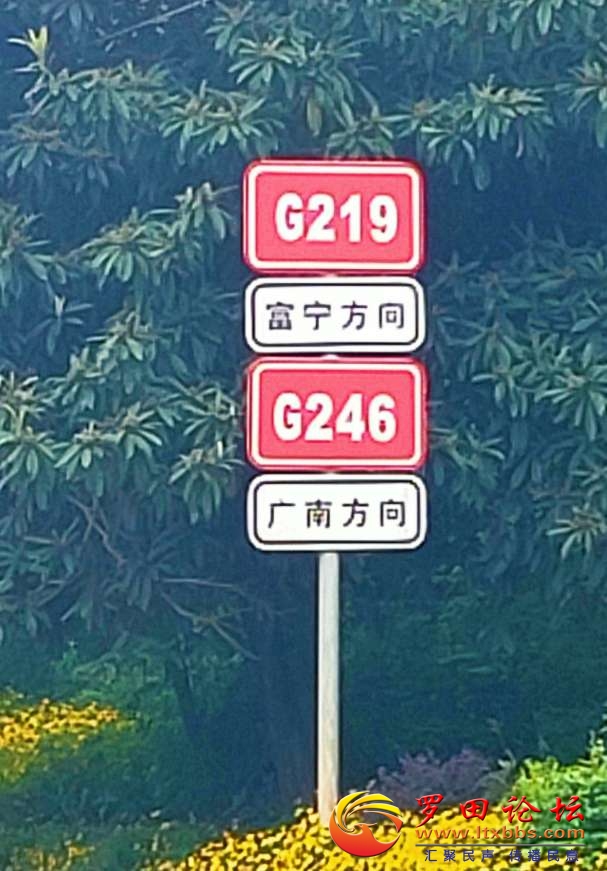 G219
富宁方向
G246
广南方向
罗田论坛
www.ltxbbs.com
汇聚民声 传播民意